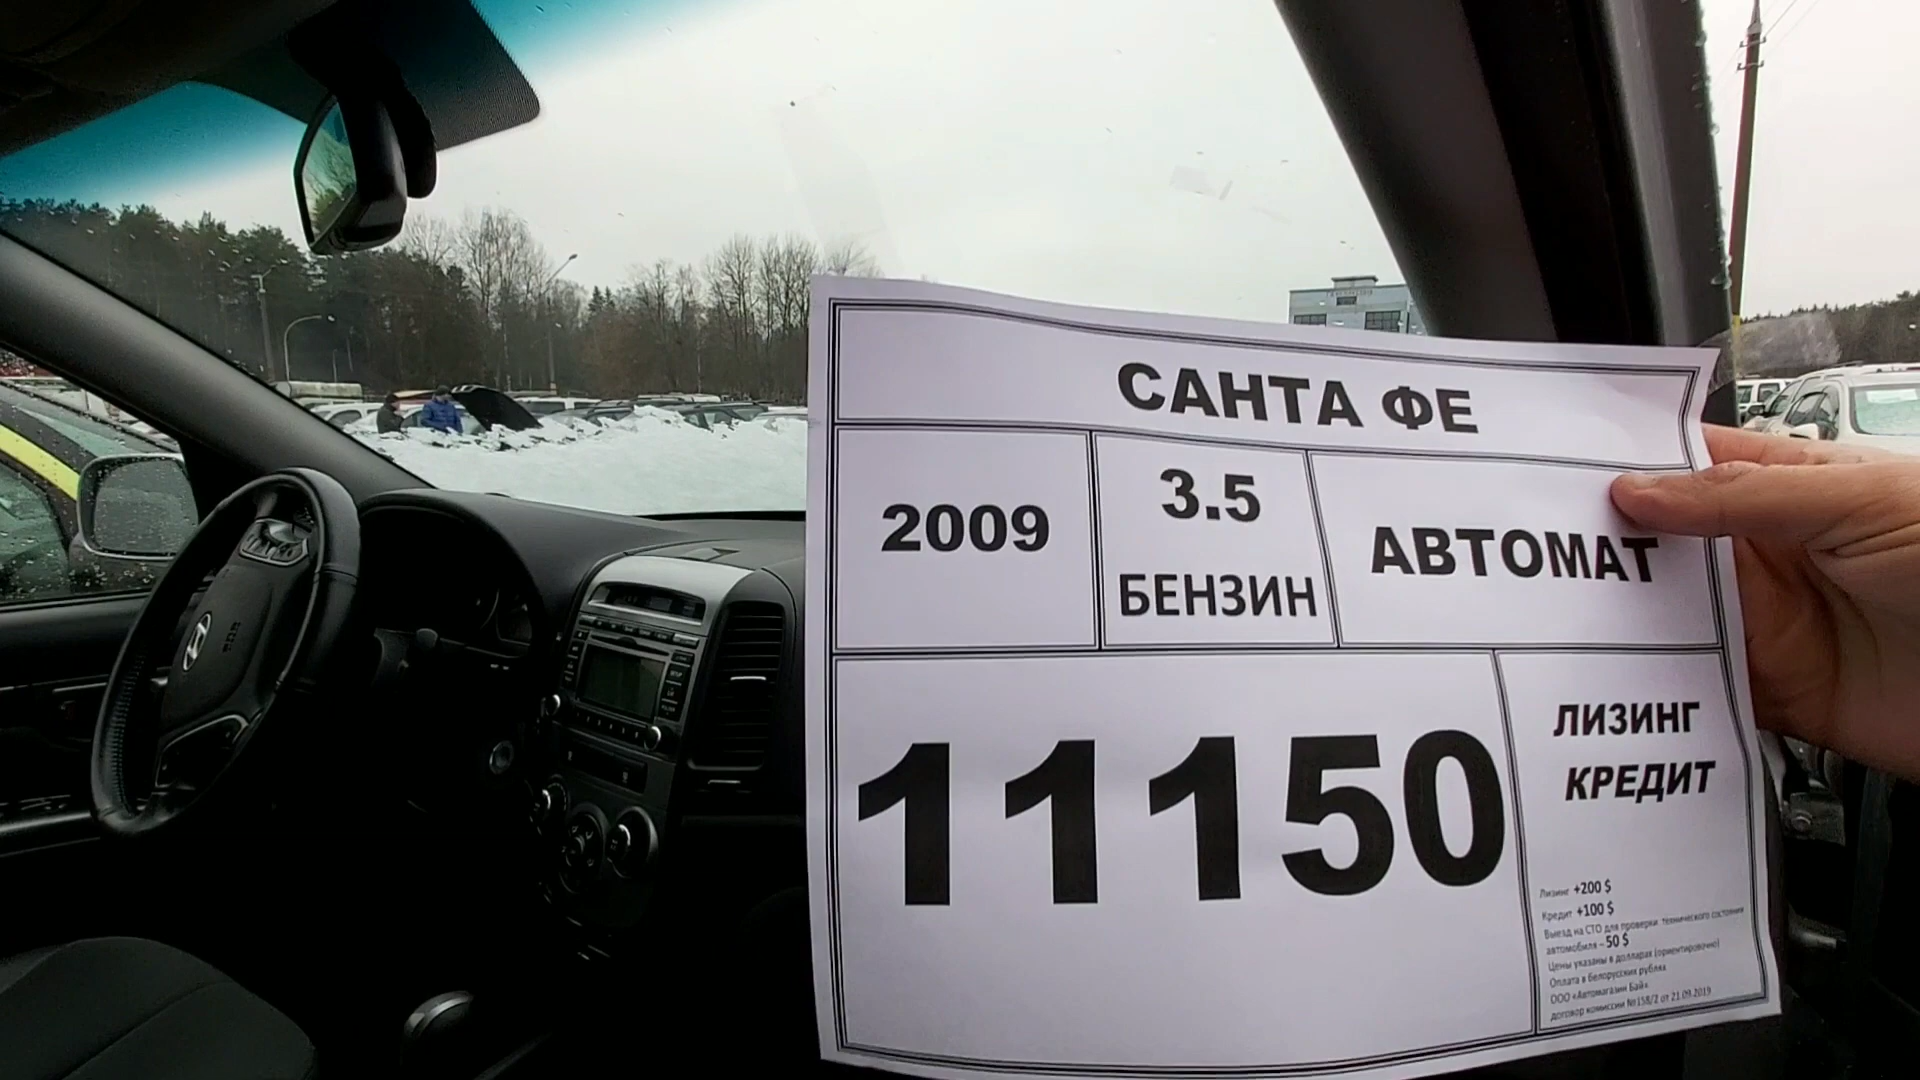 САНТА ФЕ
2009
3.5
БЕНЗИН
АВТОМАТ
11150
ЛИЗИНГ
КРЕДИТ
Лизинг +200 $
Кредит +100 $
Выезд на СТО для проверки технического состояния
автомобиля – 50 $
Цены указаны в долларах (ориентировочно)
Оплата в белорусских рублях
ООО «Автомагазин Бай»
договор комиссии №158/2 от 21.09.2019